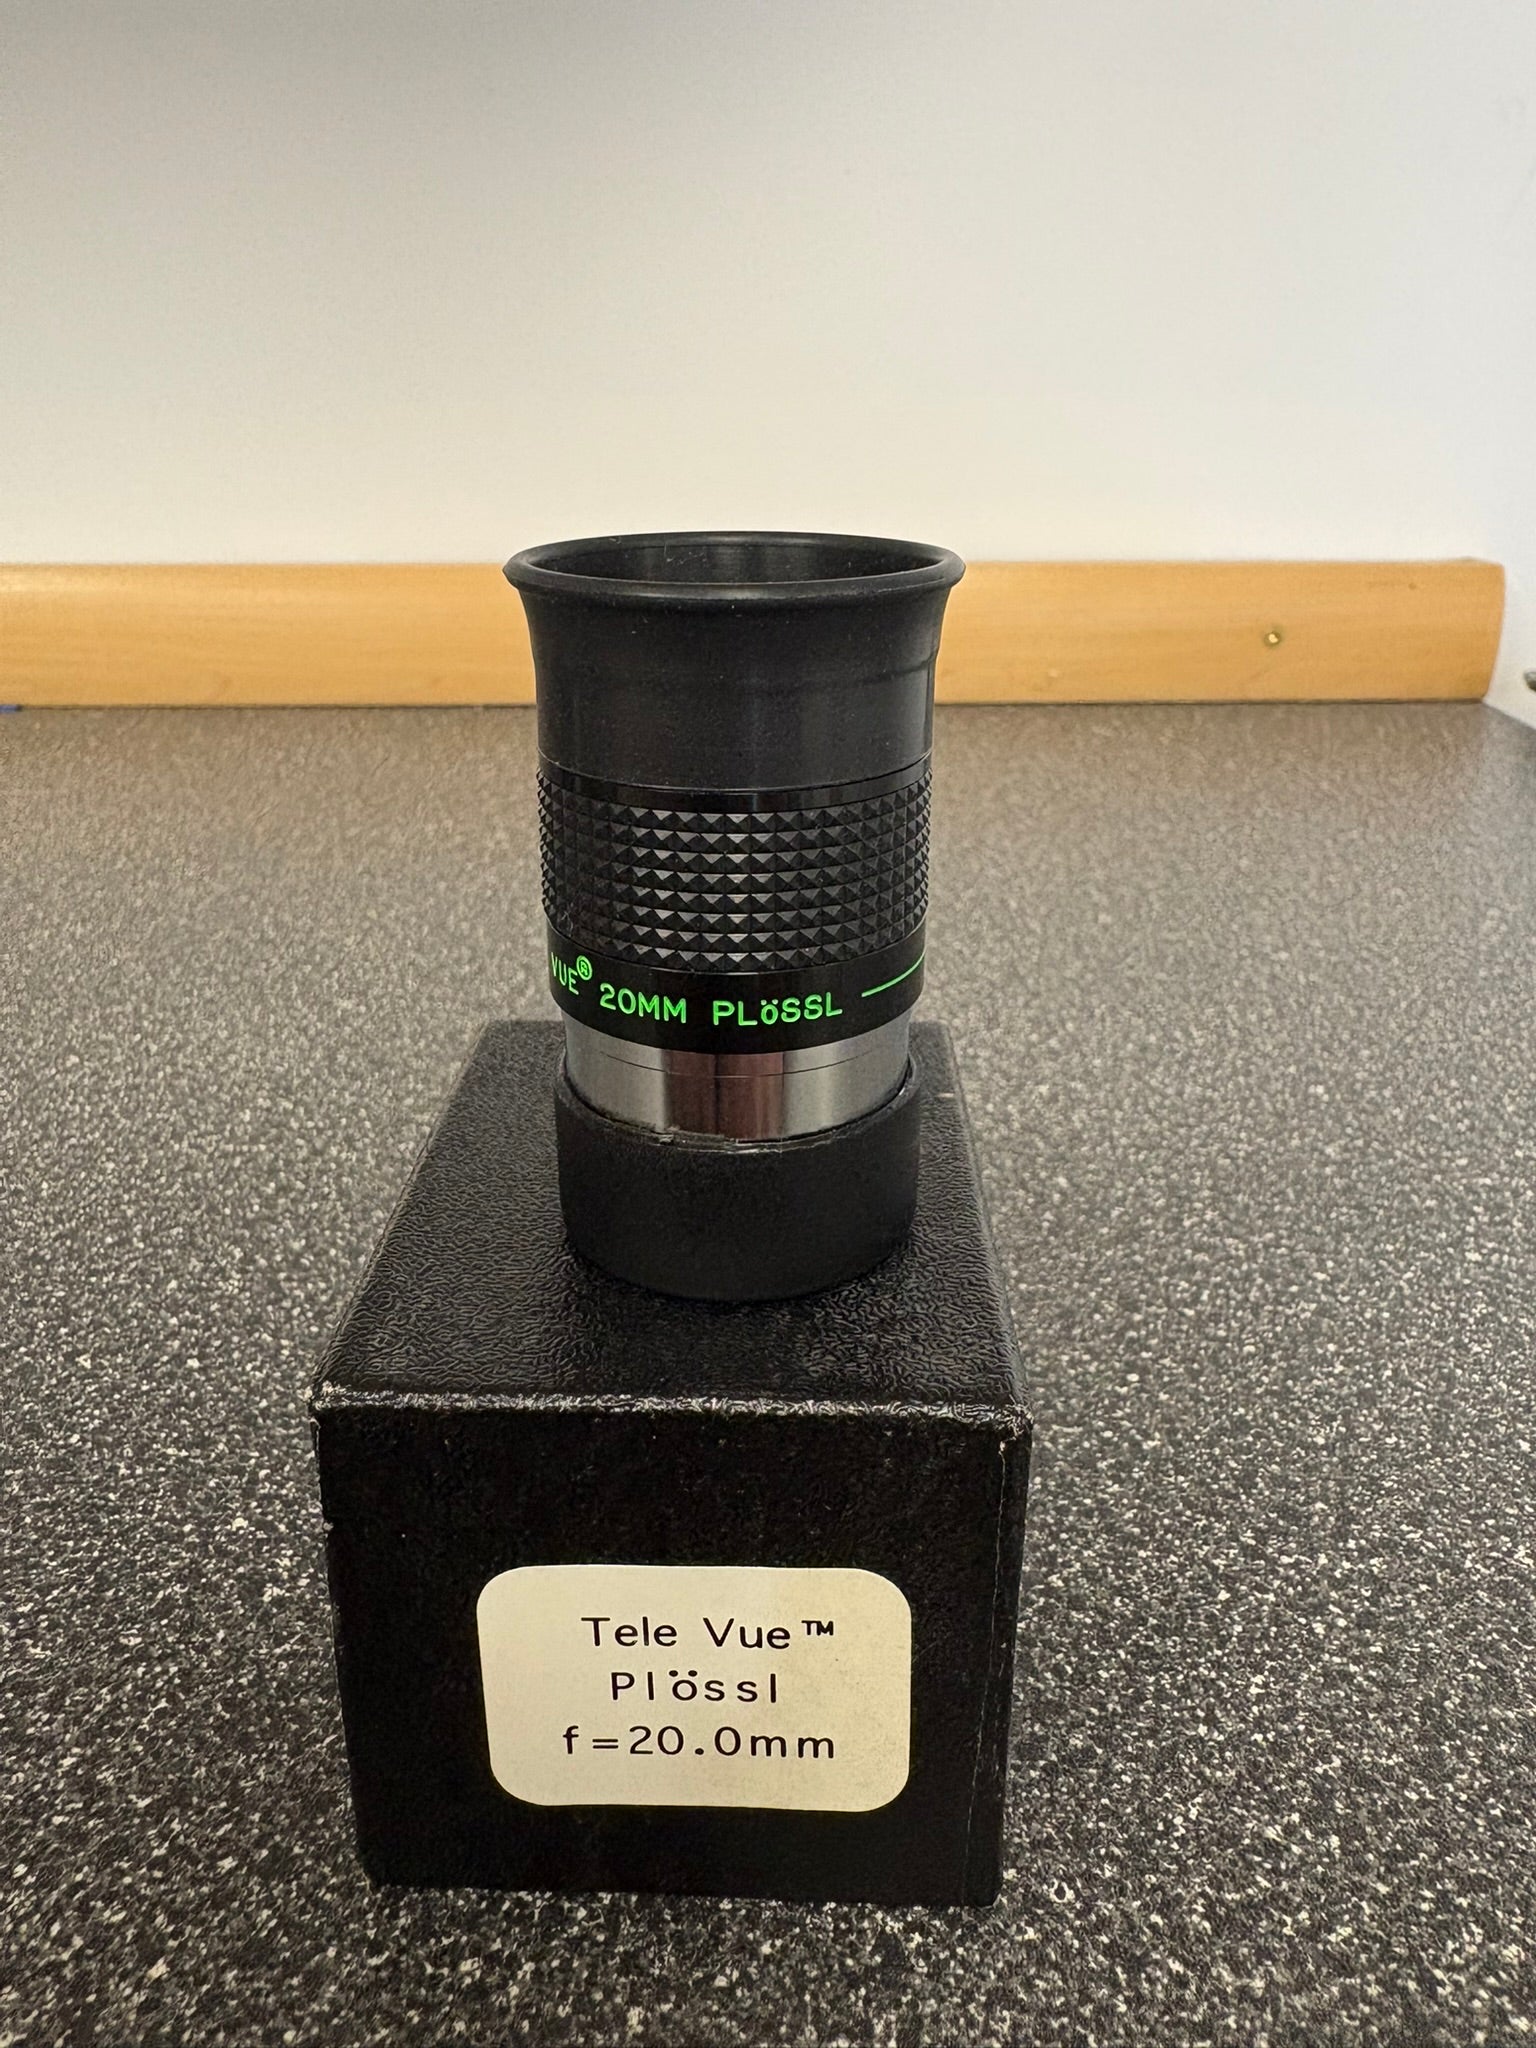 VUE® 20MM PLöSSL
Tele Vue™
Plössl
f=20.0mm